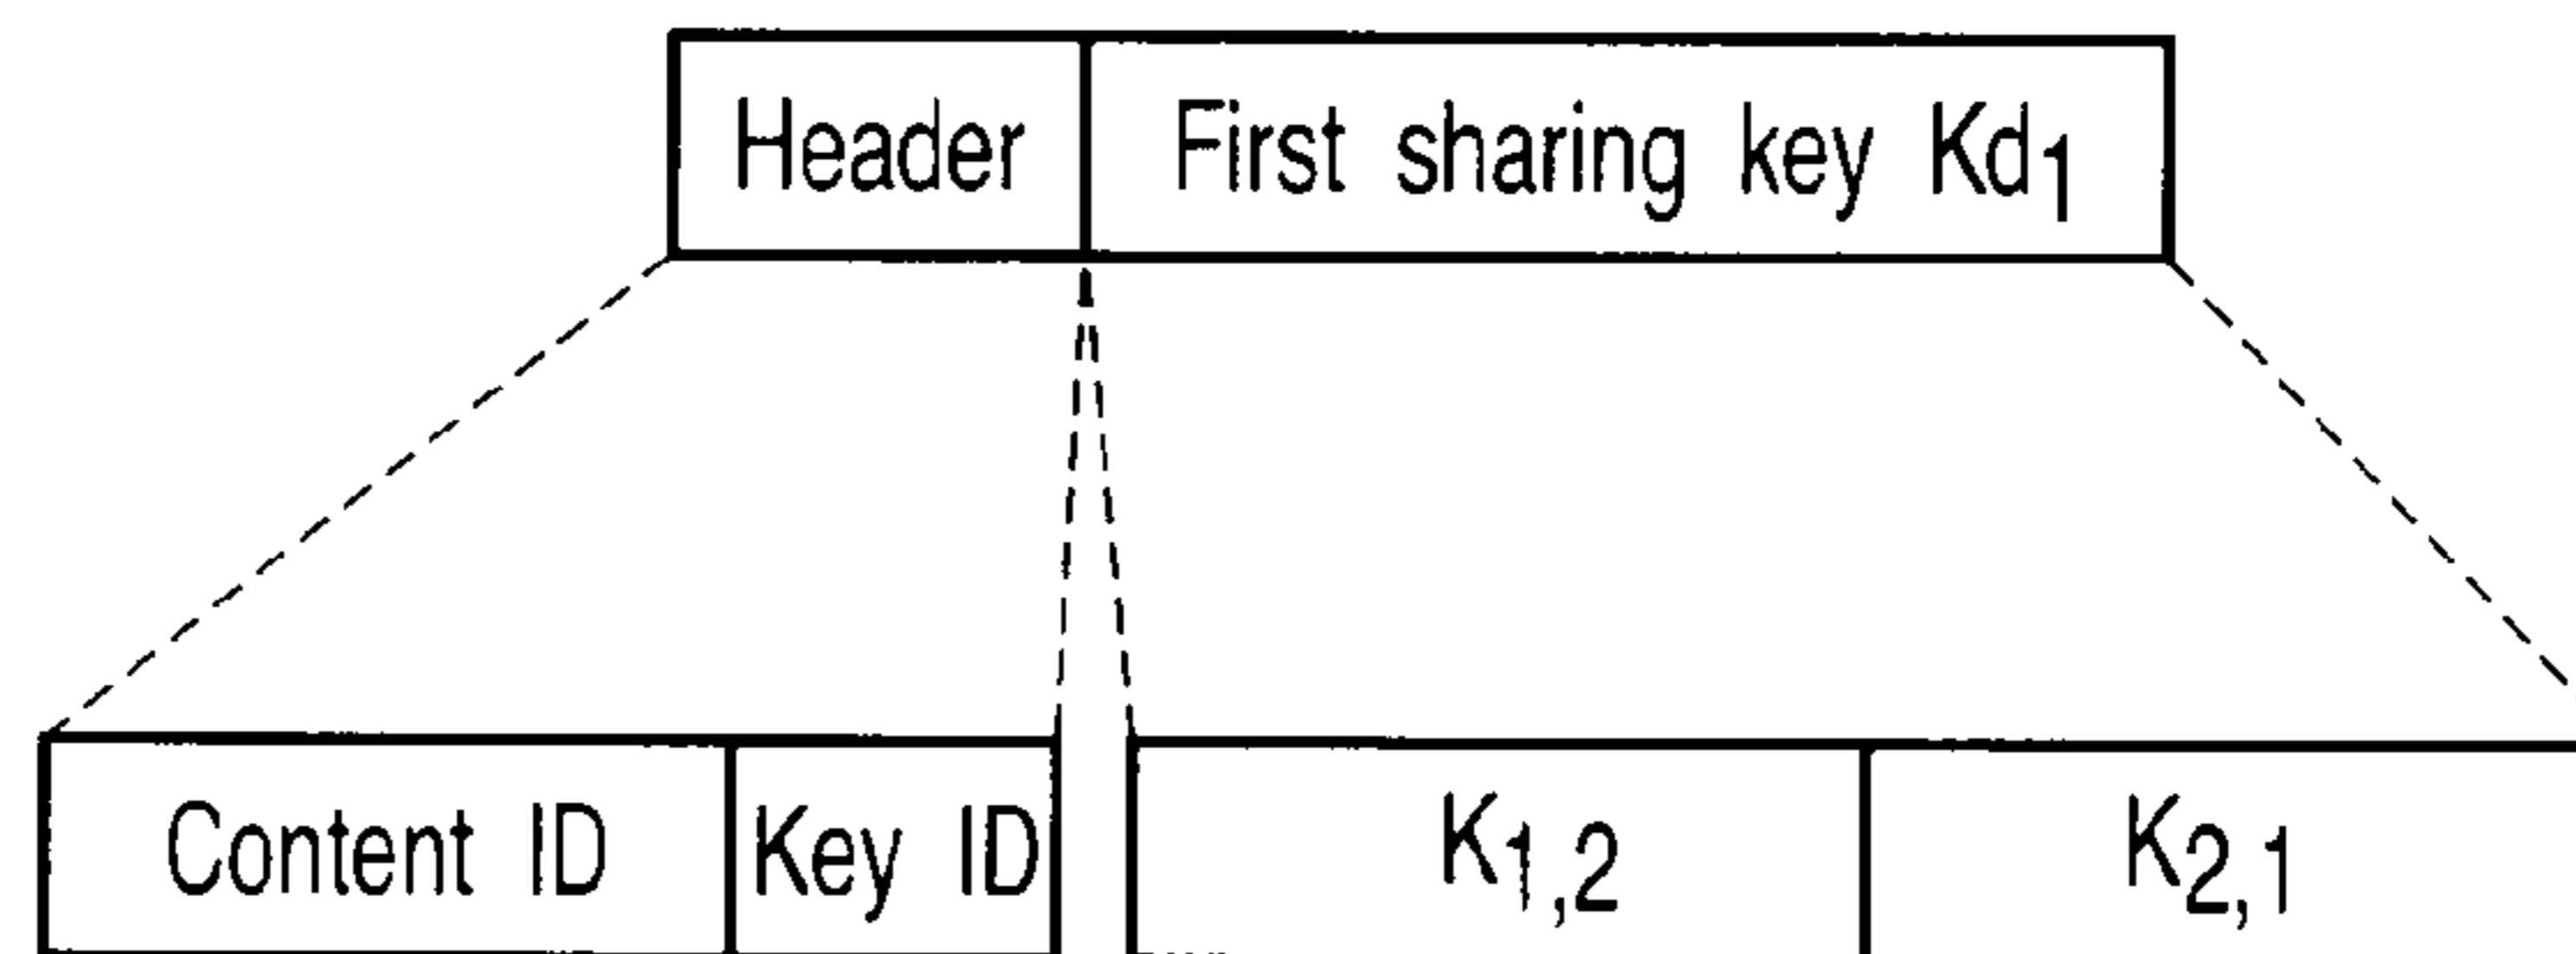 Header First sharing key Kd1
Content ID Key ID K1,2 K2,1